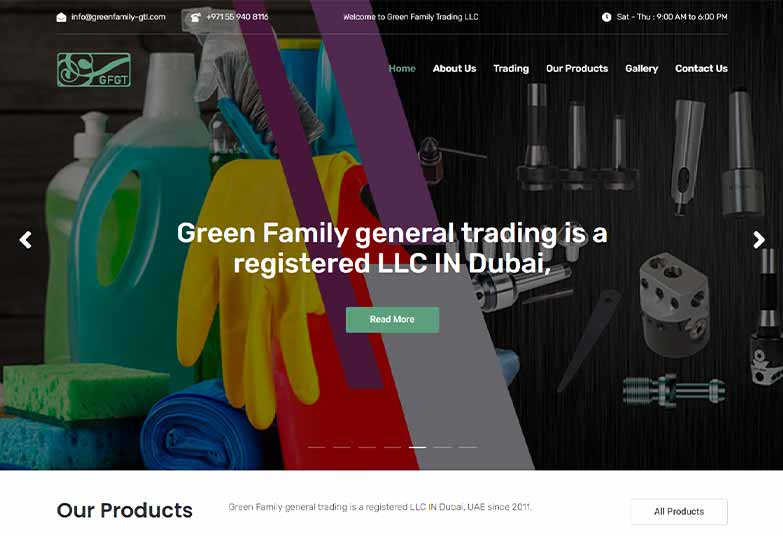 info@greenfamily-gtl.com
+971 55 940 8116
Welcome to Green Family Trading LLC
Sat - Thu : 9:00 AM to 6:00 PM
GFGT
Home
About Us
Trading
Our Products
Gallery
Contact Us
Green Family general trading is a
registered LLC IN Dubai,
Read More
Our Products
Green Family general trading is a registered LLC IN Dubai, UAE since 2011.
All Products